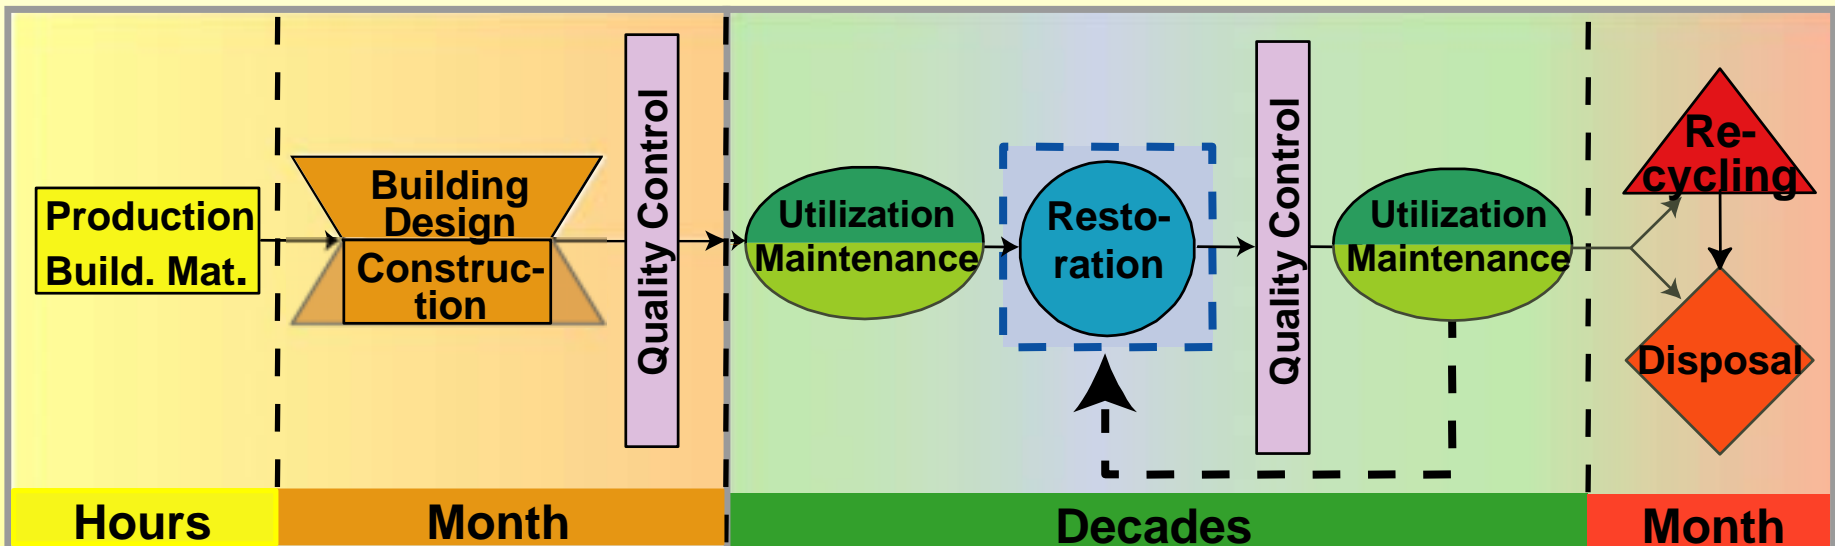 Production
Build. Mat.
Building
Design
Construc-
tion
Quality Control
Utilization
Maintenance
Resto-
ration
Quality Control
Utilization
Maintenance
Re-
cycling
Disposal
Hours
Month
Decades
Month